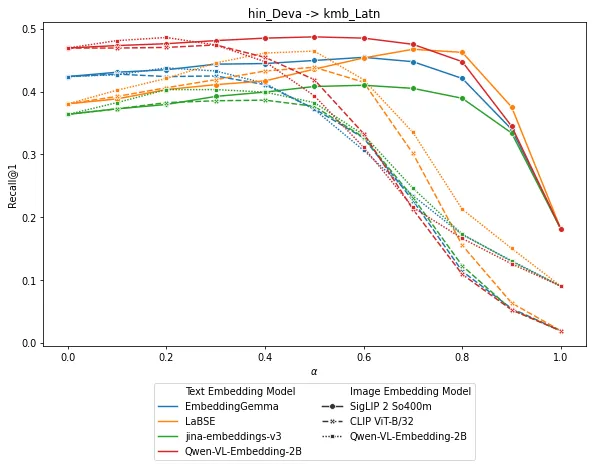 hin_Deva -> kmb_Latn
Recall@1
0.5
0.4
0.3
0.2
0.1
0.0
0.0 0.2 0.4 0.6 0.8 1.0
α
Text Embedding Model Image Embedding Model
EmbeddingGemma SigLIP 2 So400m
LaBSE CLIP ViT-B/32
jina-embeddings-v3 Qwen-VL-Embedding-2B
Qwen-VL-Embedding-2B